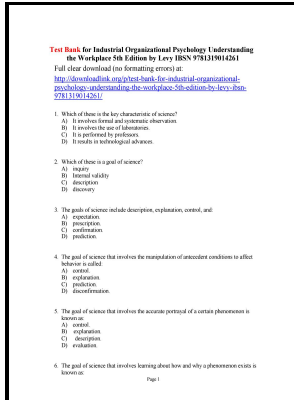 Test Bank for Industrial Organizational Psychology Understanding
the Workplace 5th Edition by Levy IBSN 9781319014261
Full clear download (no formatting errors) at:
http://downloadlink.org/p/test-bank-for-industrial-organizational-
psychology-understanding-the-workplace-5th-edition-by-levy-ibsn-
9781319014261/
1. Which of these is the key characteristic of science?
A) It involves formal and systematic observation.
B) It involves the use of laboratories.
C) It is performed by professors.
D) It results in technological advances.
2. Which of these is a goal of science?
A) inquiry
B) Internal validity
C) description
D) discovery
3. The goals of science include description, explanation, control, and:
A) expectation.
B) prescription.
C) confirmation.
D) prediction.
4. The goal of science that involves the manipulation of antecedent conditions to affect
behavior is called:
A) control.
B) explanation.
C) prediction.
D) disconfirmation.
5. The goal of science that involves the accurate portrayal of a certain phenomenon is
known as:
A) control.
B) explanation.
C) description.
D) evaluation.
6. The goal of science that involves learning about how and why a phenomenon exists is
known as:
Page 1